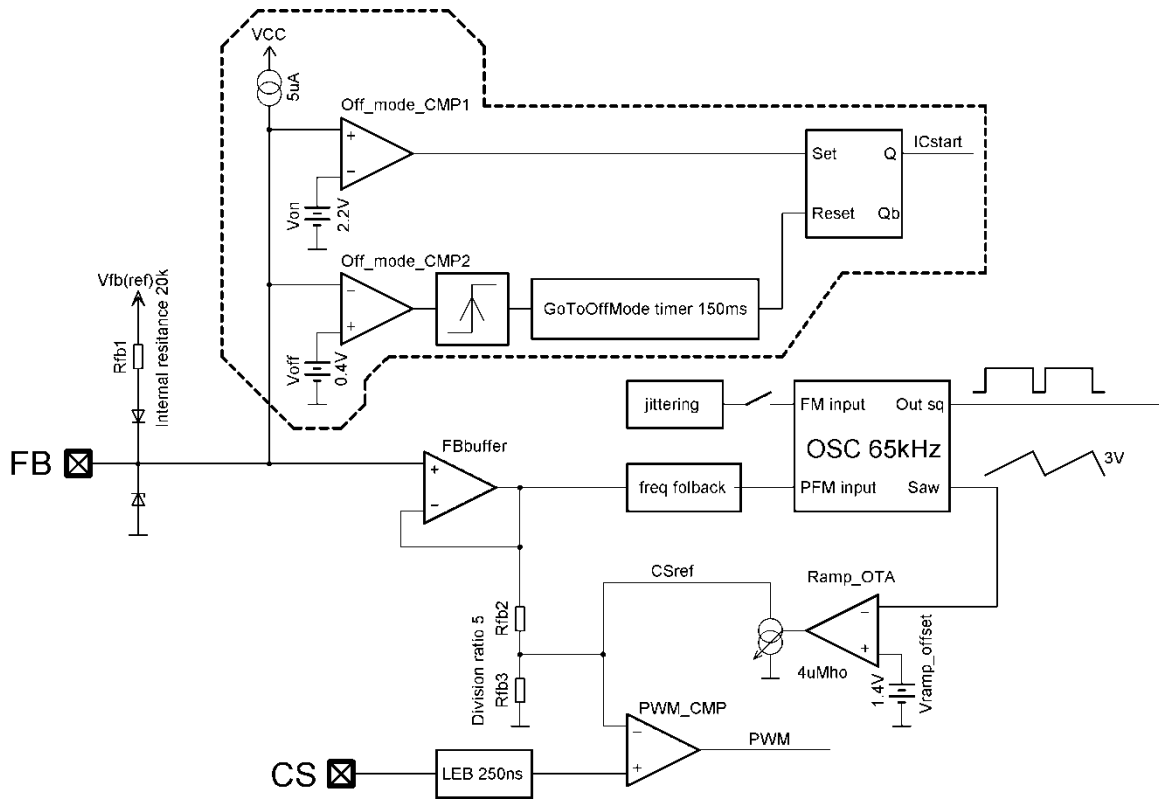 VCC
5uA
Off_mode_CMP1
+
−
Von
2.2V
Set
Q
ICstart
Reset
Qb
Off_mode_CMP2
−
+
Voff
0.4V
GoToOffMode timer 150ms
Vfb(ref)
Rfb1
Internal resitance 20k
FB
FBbuffer
+
−
jittering
FM input
Out sq
OSC 65kHz
freq folback
PFM input
Saw
3V
CSref
Ramp_OTA
−
+
4uMho
1.4V
Vramp_offset
Division ratio 5
Rfb2
Rfb3
PWM_CMP
−
+
PWM
CS
LEB 250ns